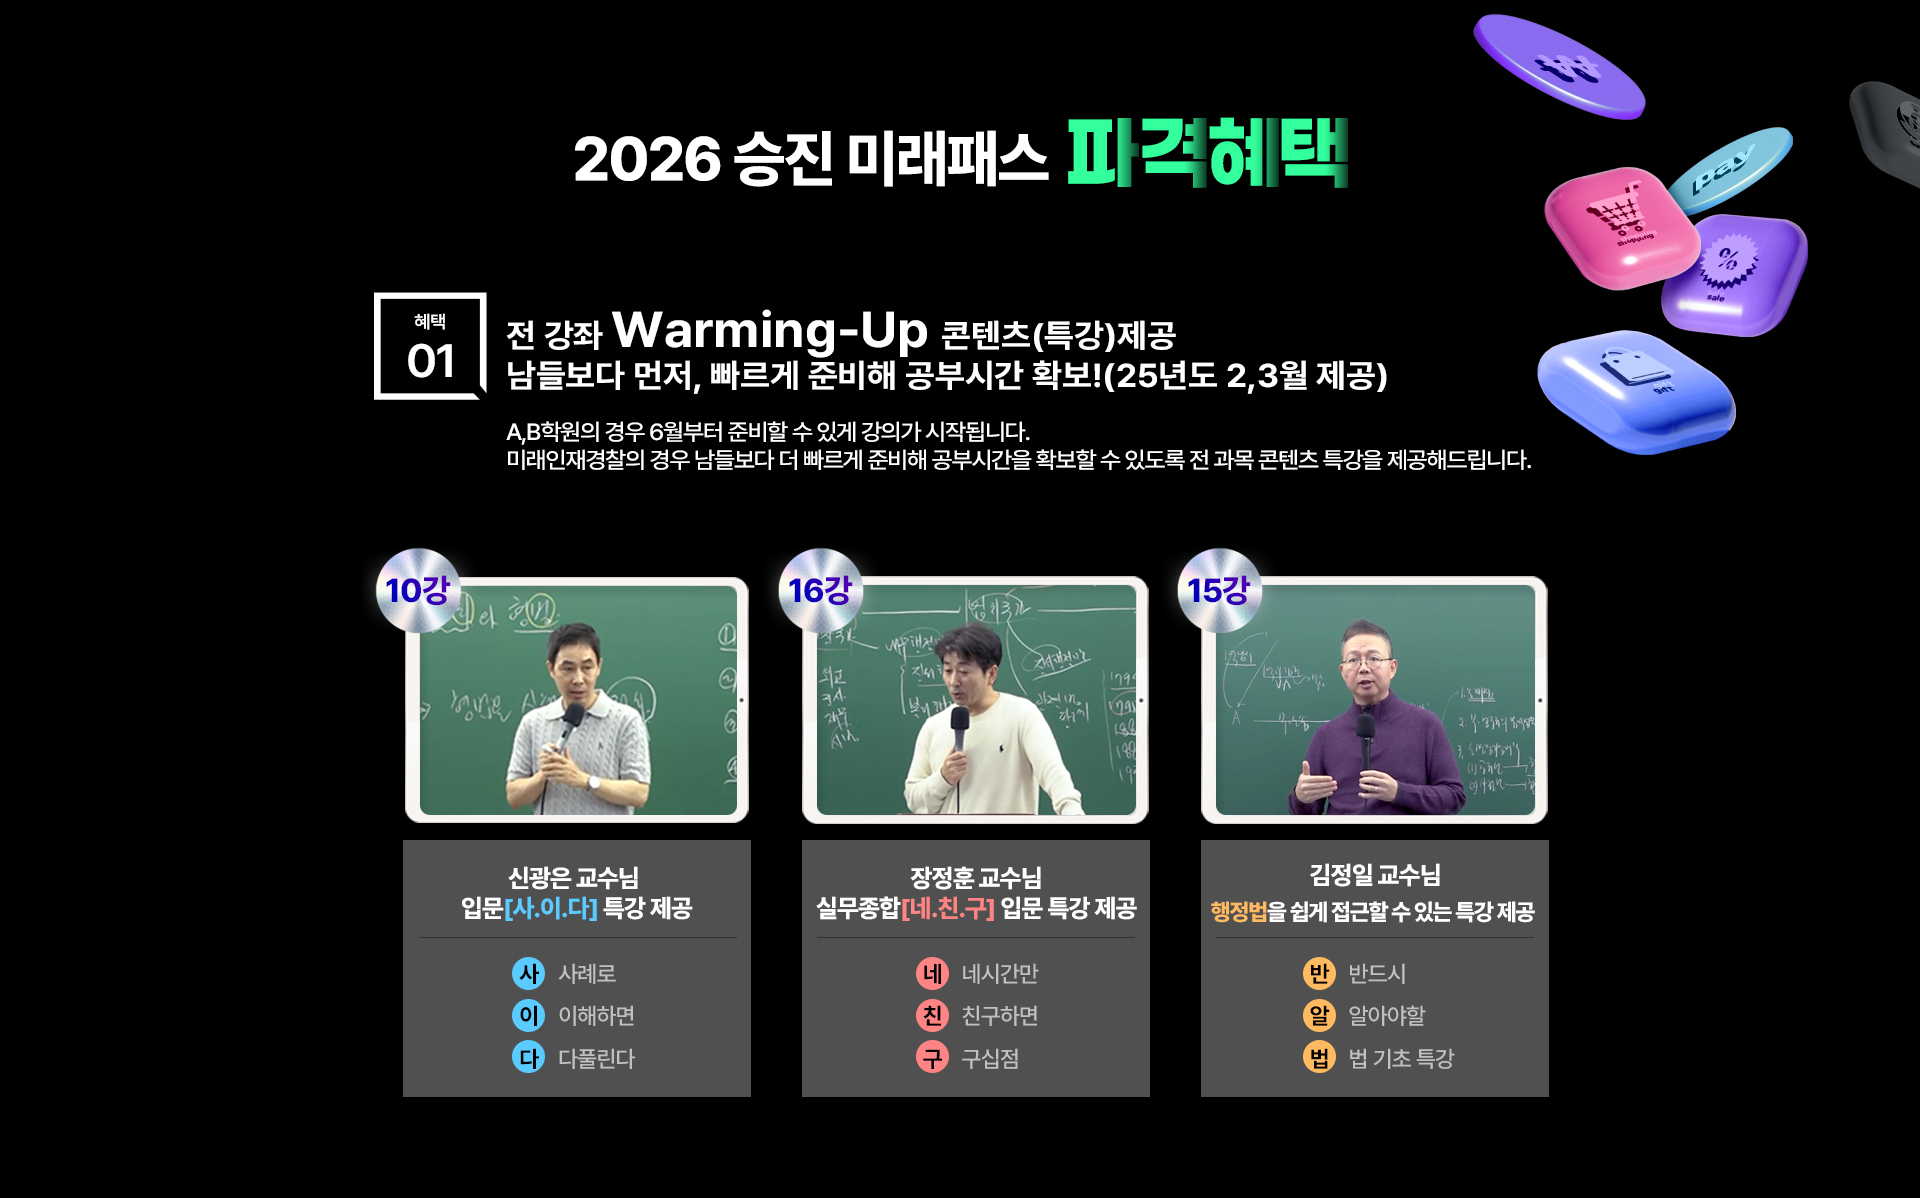 ₩
pay
2026 승진 미래패스 파격혜택
shopping
%
sale
혜택
01
전 강좌 Warming-Up 콘텐츠(특강)제공
남들보다 먼저, 빠르게 준비해 공부시간 확보!(25년도 2,3월 제공)
gift
A,B학원의 경우 6월부터 준비할 수 있게 강의가 시작됩니다.
미래인재경찰의 경우 남들보다 더 빠르게 준비해 공부시간을 확보할 수 있도록 전 과목 콘텐츠 특강을 제공해드립니다.
10강
형법
형법을
신광은 교수님
입문[사.이.다] 특강 제공
사 사례로
이 이해하면
다 다풀린다
16강
외교
장정훈 교수님
실무종합[네.친.구] 입문 특강 제공
네 네시간만
친 친구하면
구 구십점
15강
A
김정일 교수님
행정법을 쉽게 접근할 수 있는 특강 제공
반 반드시
알 알아야할
법 법 기초 특강